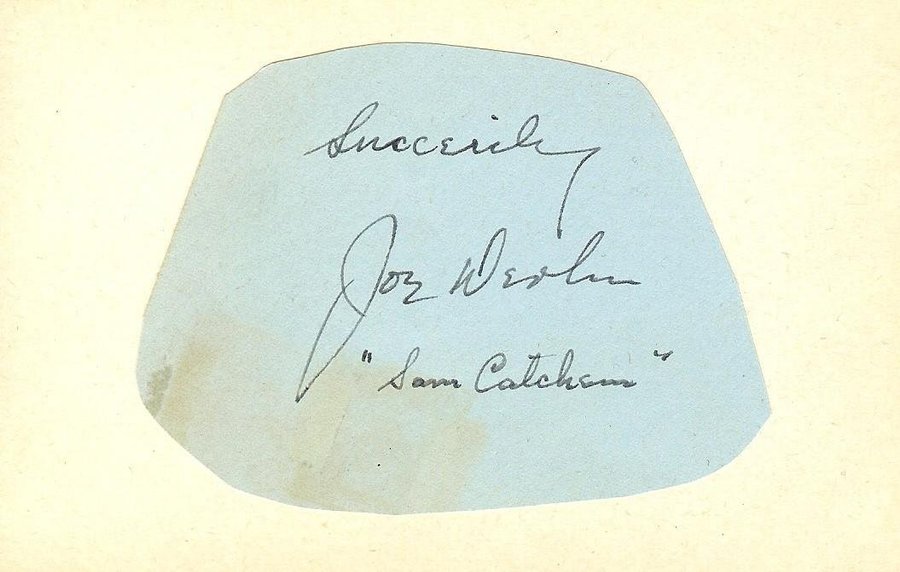 Sincerely
Joe Devlin
"Sam Catchem"